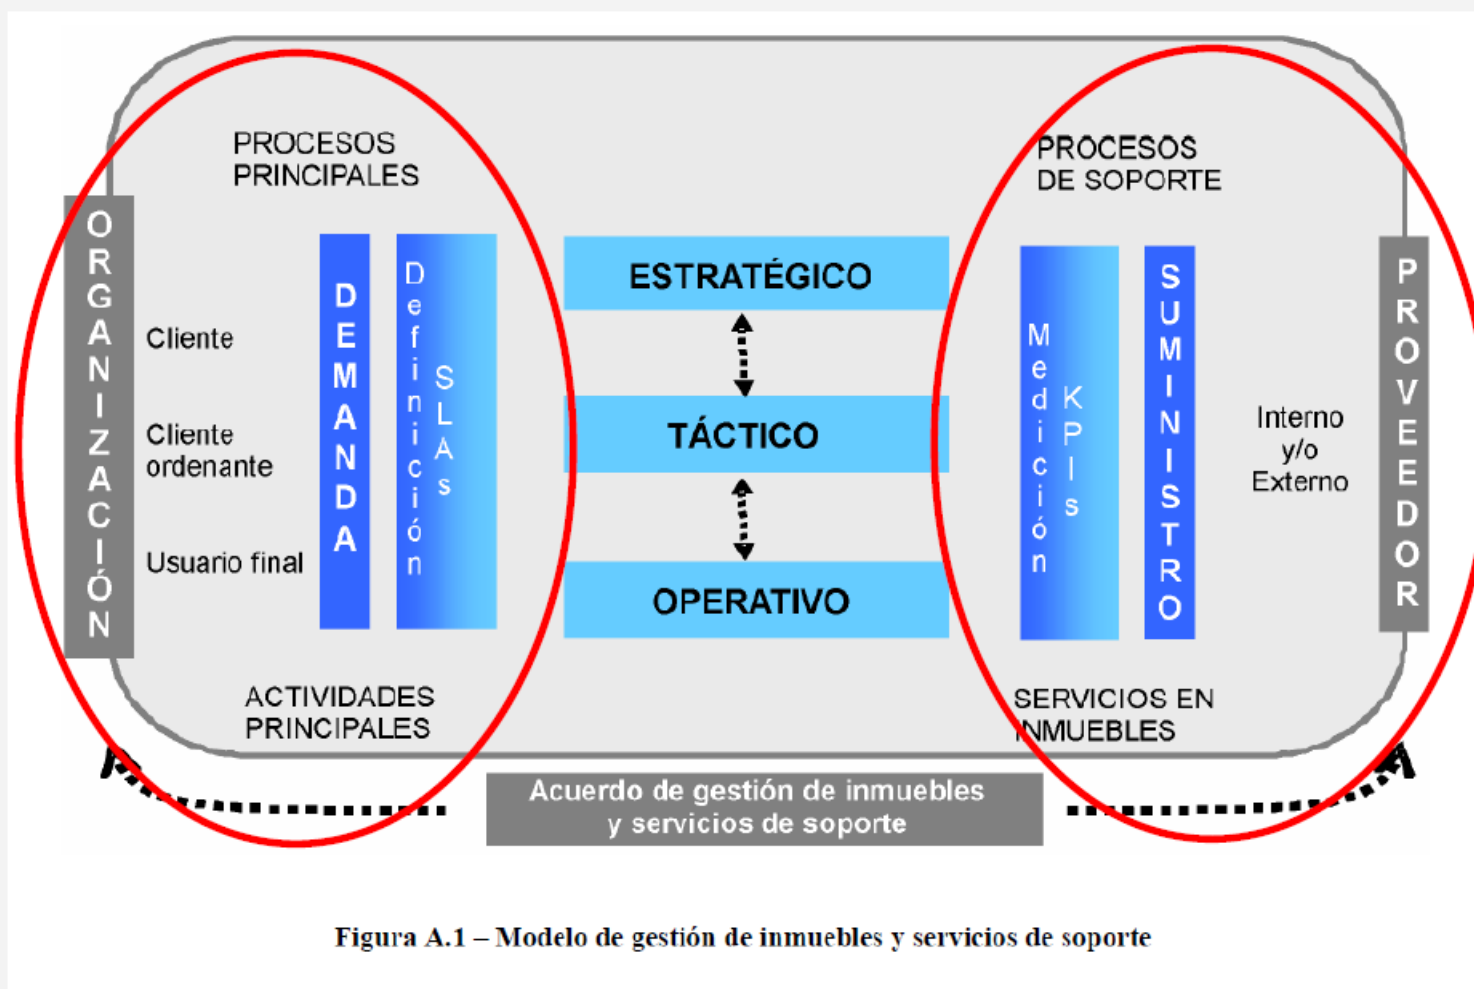 PROCESOS
PRINCIPALES
ORGANIZACIÓN
Cliente
Cliente
ordenante
Usuario final
DEMANDA
Definición
SLAs
ACTIVIDADES
PRINCIPALES
ESTRATÉGICO
TÁCTICO
OPERATIVO
PROCESOS
DE SOPORTE
Medición
KPIs
SUMINISTRO
Interno
y/o
Externo
PROVEEDOR
SERVICIOS EN
INMUEBLES
Acuerdo de gestión de inmuebles
y servicios de soporte
Figura A.1 – Modelo de gestión de inmuebles y servicios de soporte